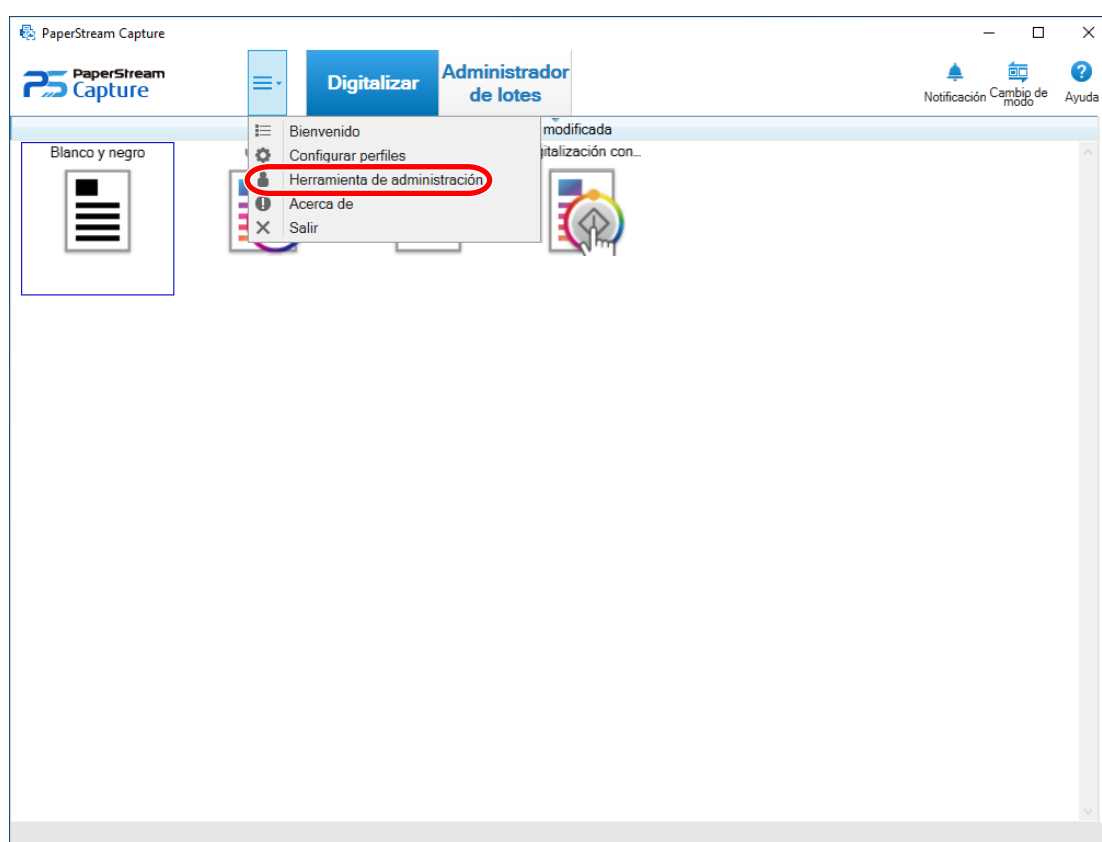 PaperStream Capture
PaperStream
Capture
Digitalizar
Administrador
de lotes
Notificación
Cambio de
modo
Ayuda
modificada
Blanco y negro
Bienvenido
Configurar perfiles
Herramienta de administración
Acerca de
Salir
gitalización con...